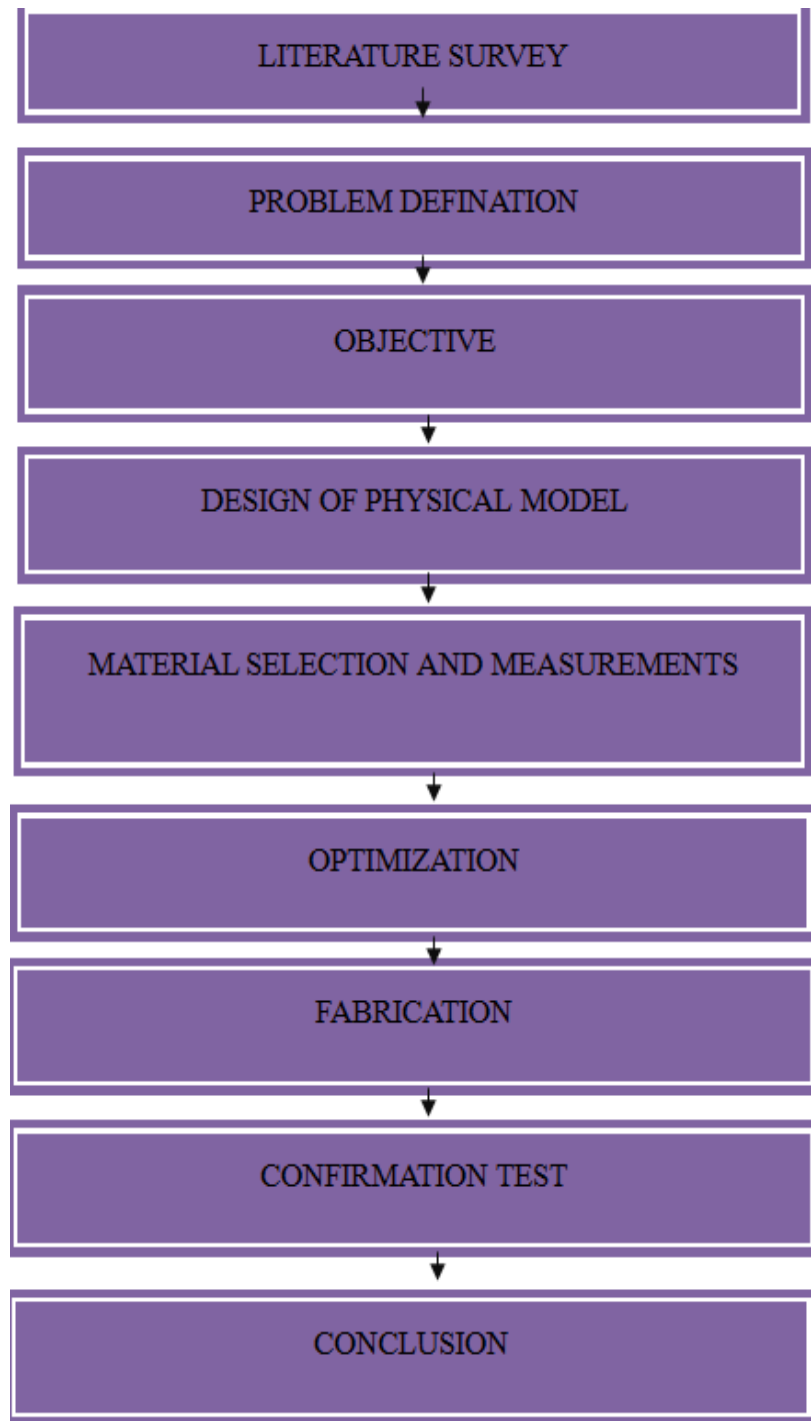 LITERATURE SURVEY
PROBLEM DEFINATION
OBJECTIVE
DESIGN OF PHYSICAL MODEL
MATERIAL SELECTION AND MEASUREMENTS
OPTIMIZATION
FABRICATION
CONFIRMATION TEST
CONCLUSION